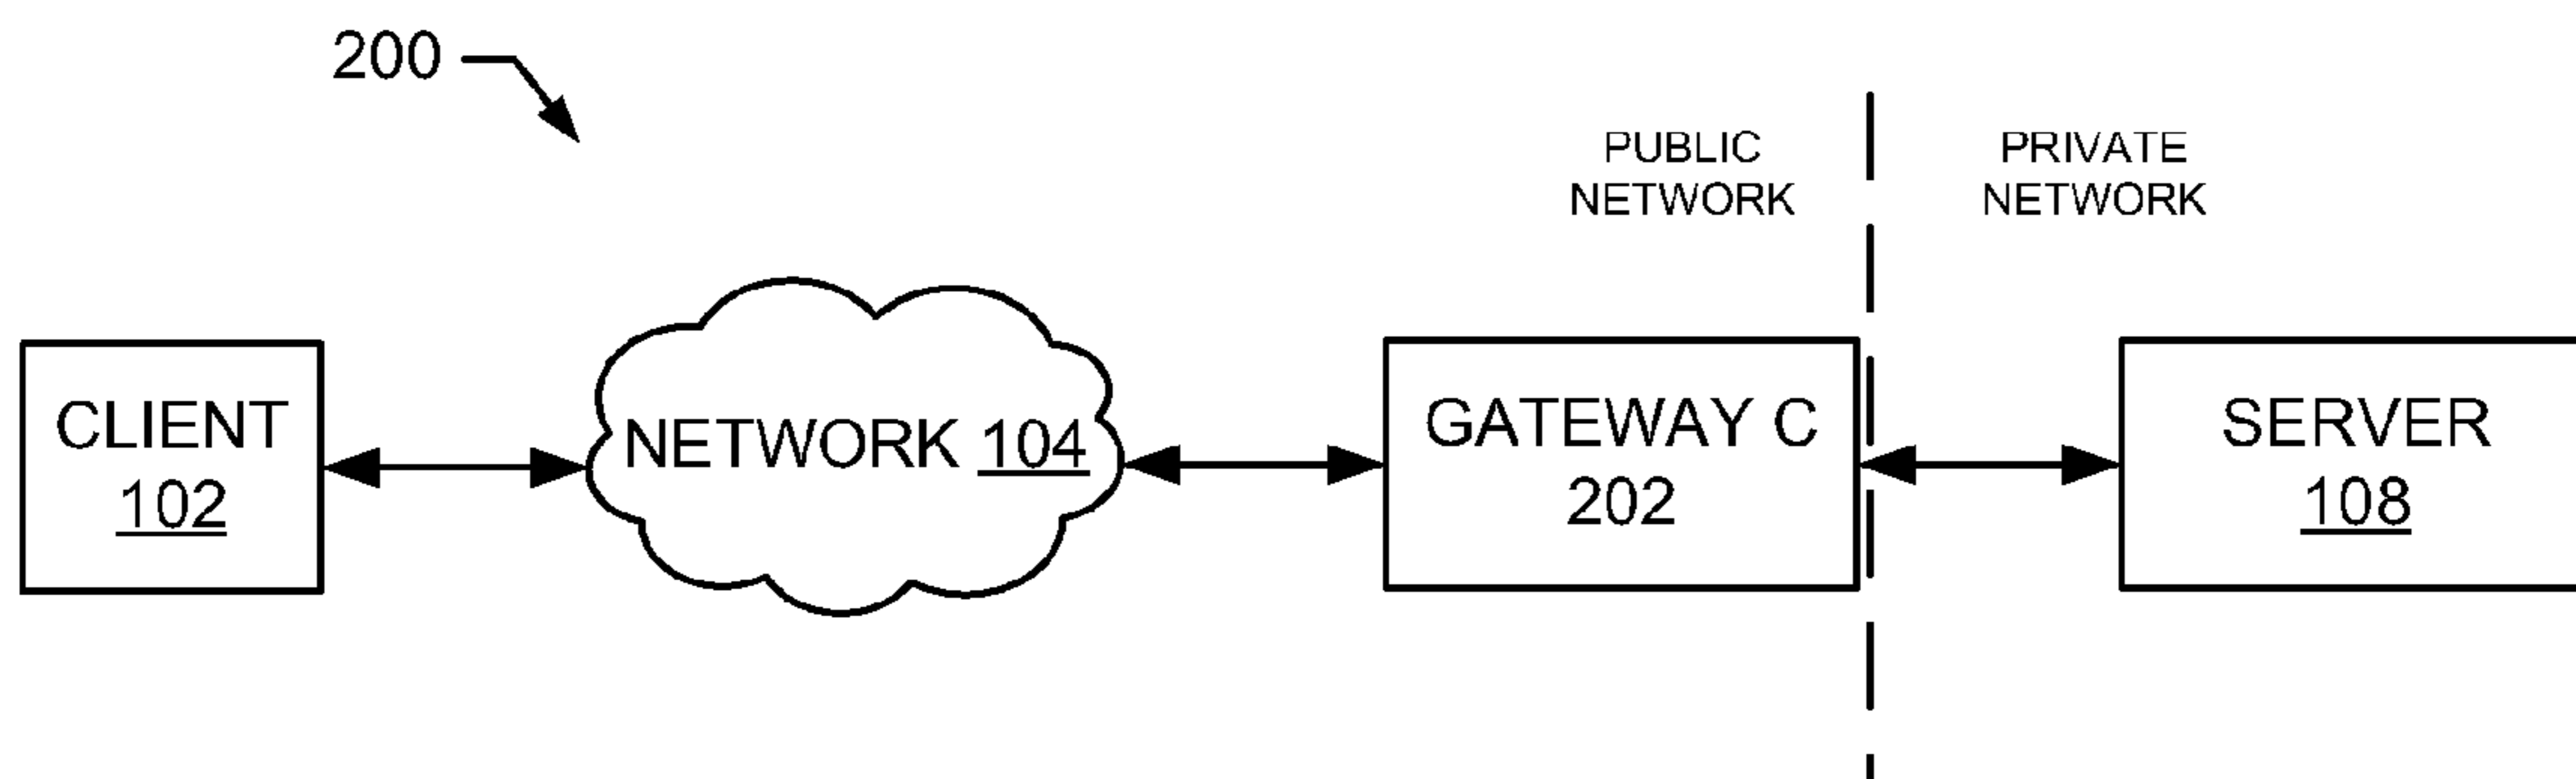 200
PUBLIC
NETWORK
PRIVATE
NETWORK
CLIENT
102
NETWORK 104
GATEWAY C
202
SERVER
108